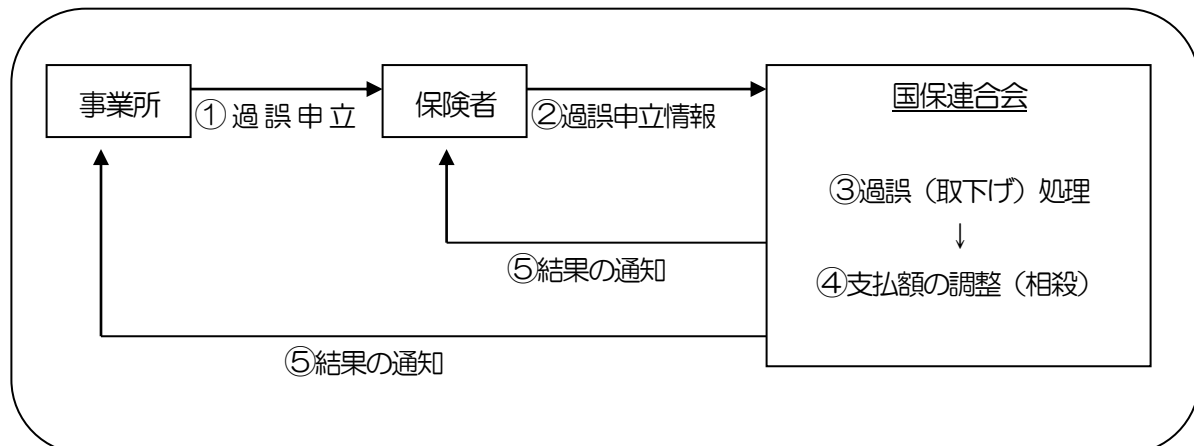 事業所
①過誤申立
保険者
②過誤申立情報
国保連合会
③過誤（取下げ）処理
↓
④支払額の調整（相殺）
⑤結果の通知
⑤結果の通知